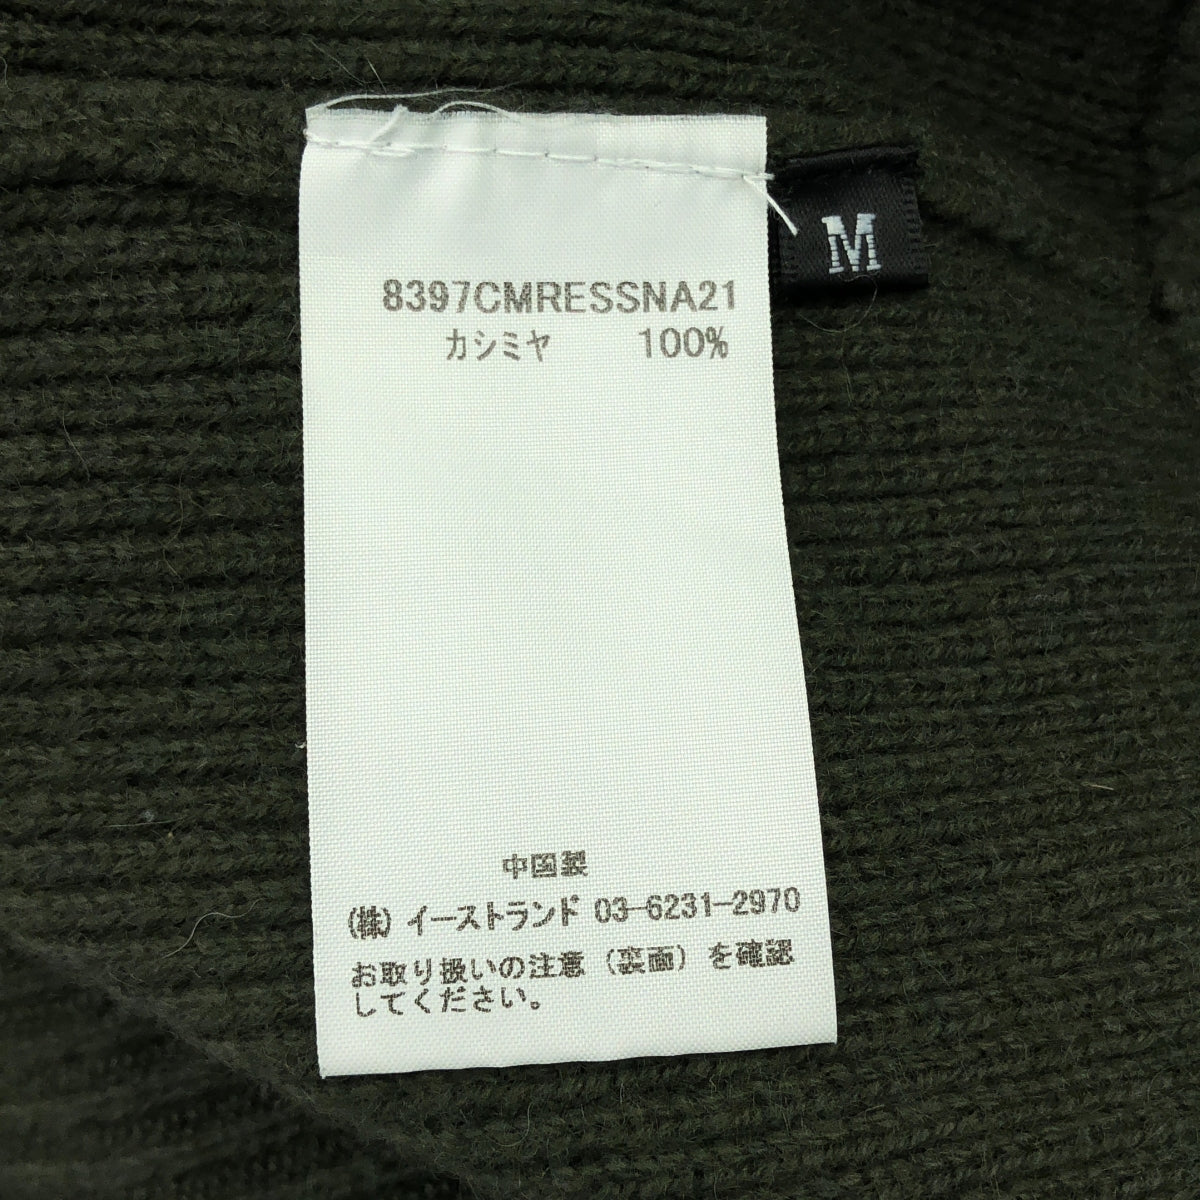 M
8397CMRESSNA21
カシミヤ 100%
中国製
(株) イーストランド 03-6231-2970
お取り扱いの注意 (裏面) を確認
してください。